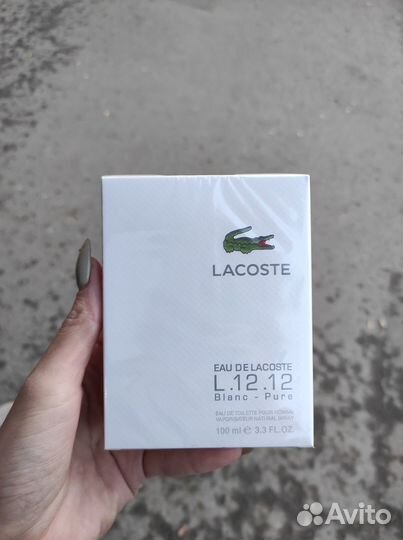 LACOSTE
EAU DE LACOSTE
L.12.12
Blanc - Pure
EAU DE TOILETTE POUR HOMME
VAPORISATEUR NATURAL SPRAY
100 ml e 3.3 FL.OZ
Avito